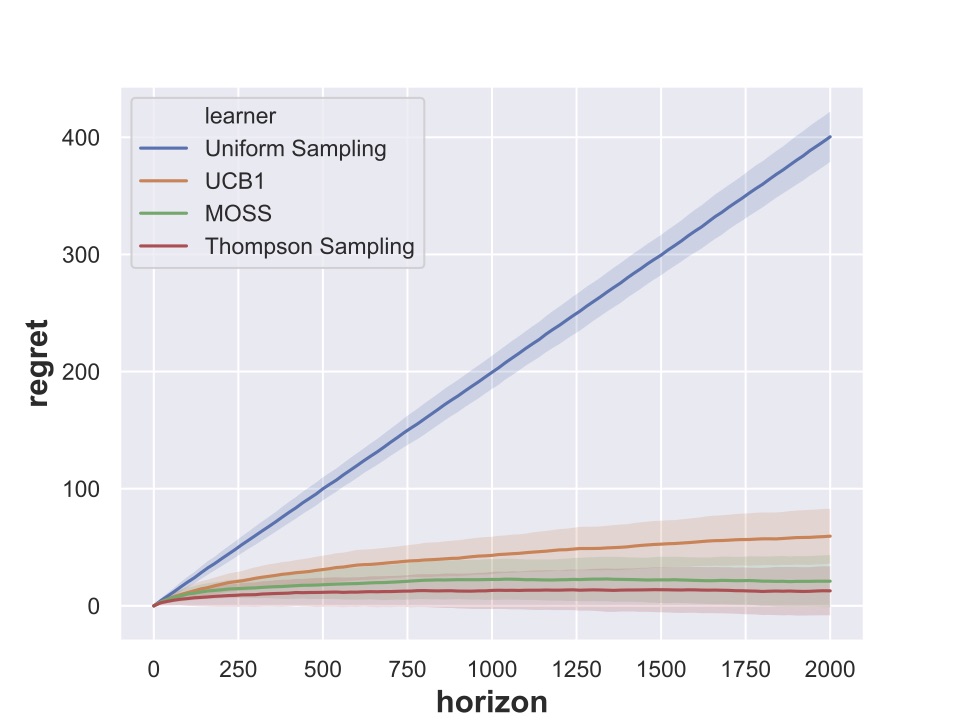 learner
Uniform Sampling
UCB1
MOSS
Thompson Sampling
400
300
200
100
0
regret
0 250 500 750 1000 1250 1500 1750 2000
horizon